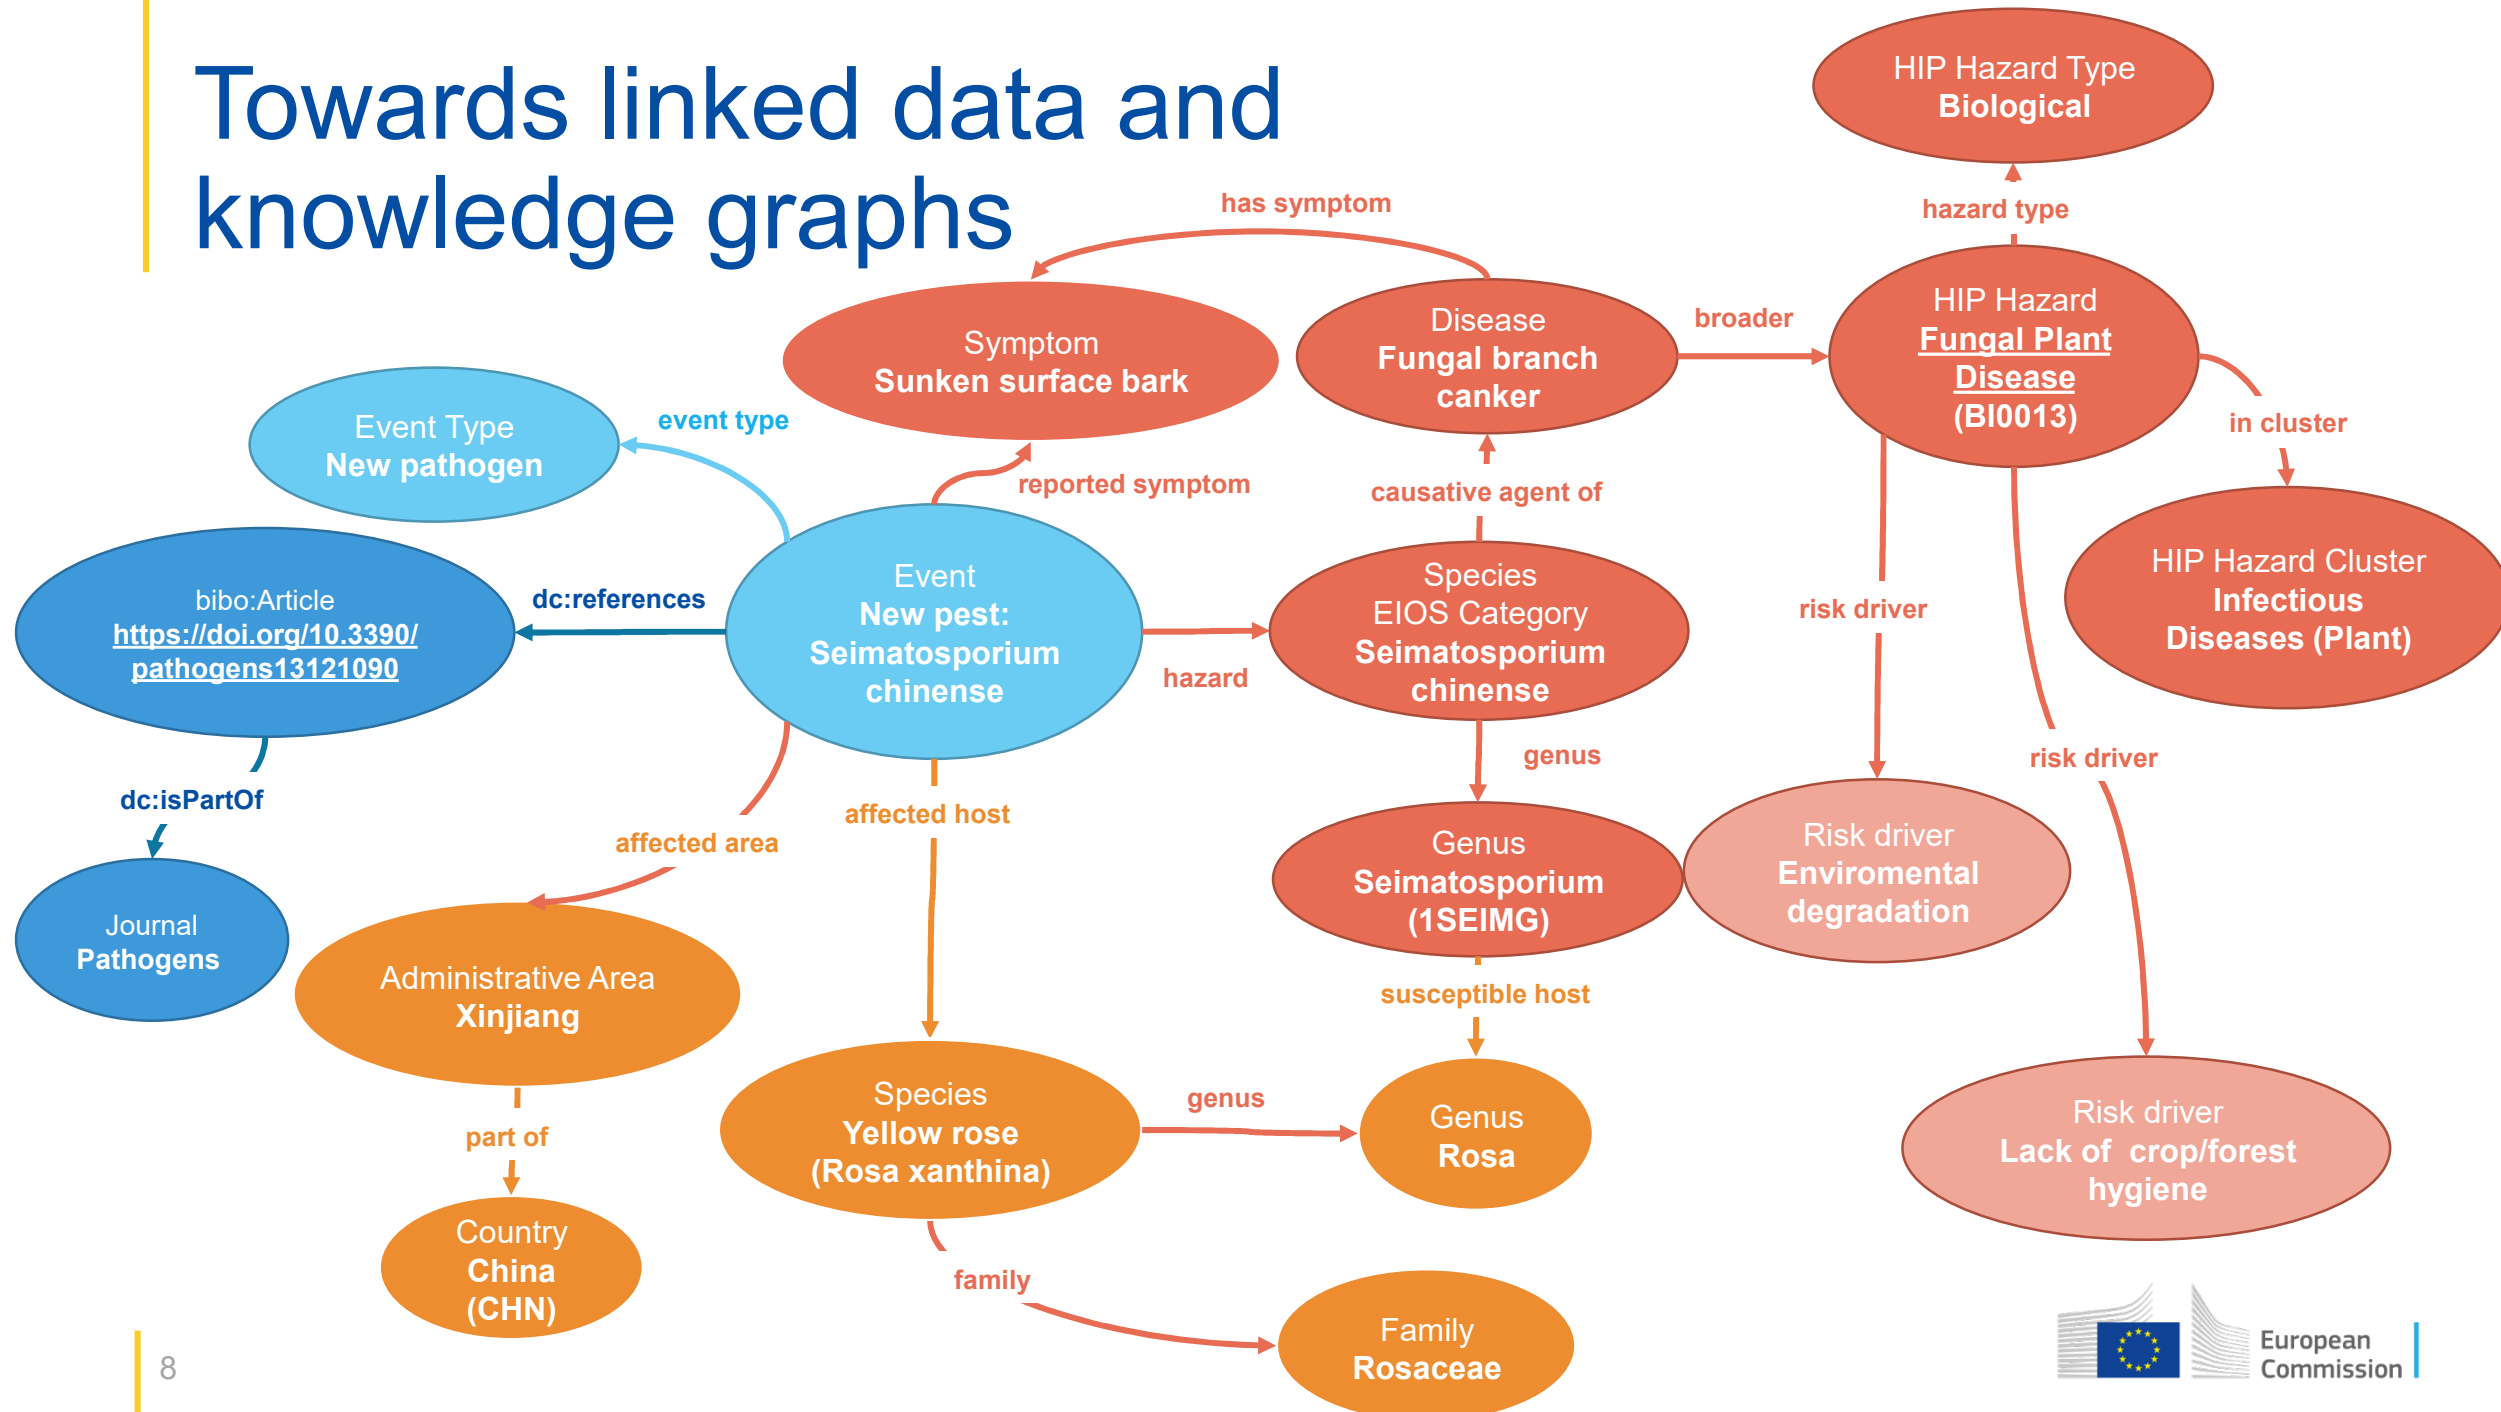 Towards linked data and
knowledge graphs
HIP Hazard Type
Biological
hazard type
has symptom
Symptom
Sunken surface bark
Disease
Fungal branch
canker
broader
HIP Hazard
Fungal Plant
Disease
(BI0013)
in cluster
Event Type
New pathogen
event type
reported symptom
causative agent of
bibo:Article
https://doi.org/10.3390/
pathogens13121090
dc:references
Event
New pest:
Seimatosporium
chinense
hazard
Species
EIOS Category
Seimatosporium
chinense
risk driver
HIP Hazard Cluster
Infectious
Diseases (Plant)
genus
risk driver
dc:isPartOf
affected area
affected host
Genus
Seimatosporium
(1SEIMG)
Risk driver
Enviromental
degradation
Journal
Pathogens
Administrative Area
Xinjiang
susceptible host
part of
Species
Yellow rose
(Rosa xanthina)
genus
Genus
Rosa
Risk driver
Lack of  crop/forest
hygiene
Country
China
(CHN)
family
Family
Rosaceae
8
European
Commission